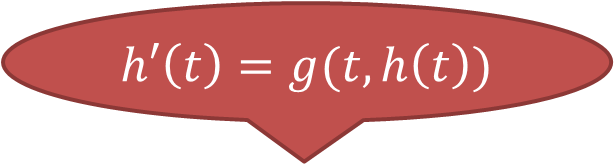 h′(t) = g(t, h(t))